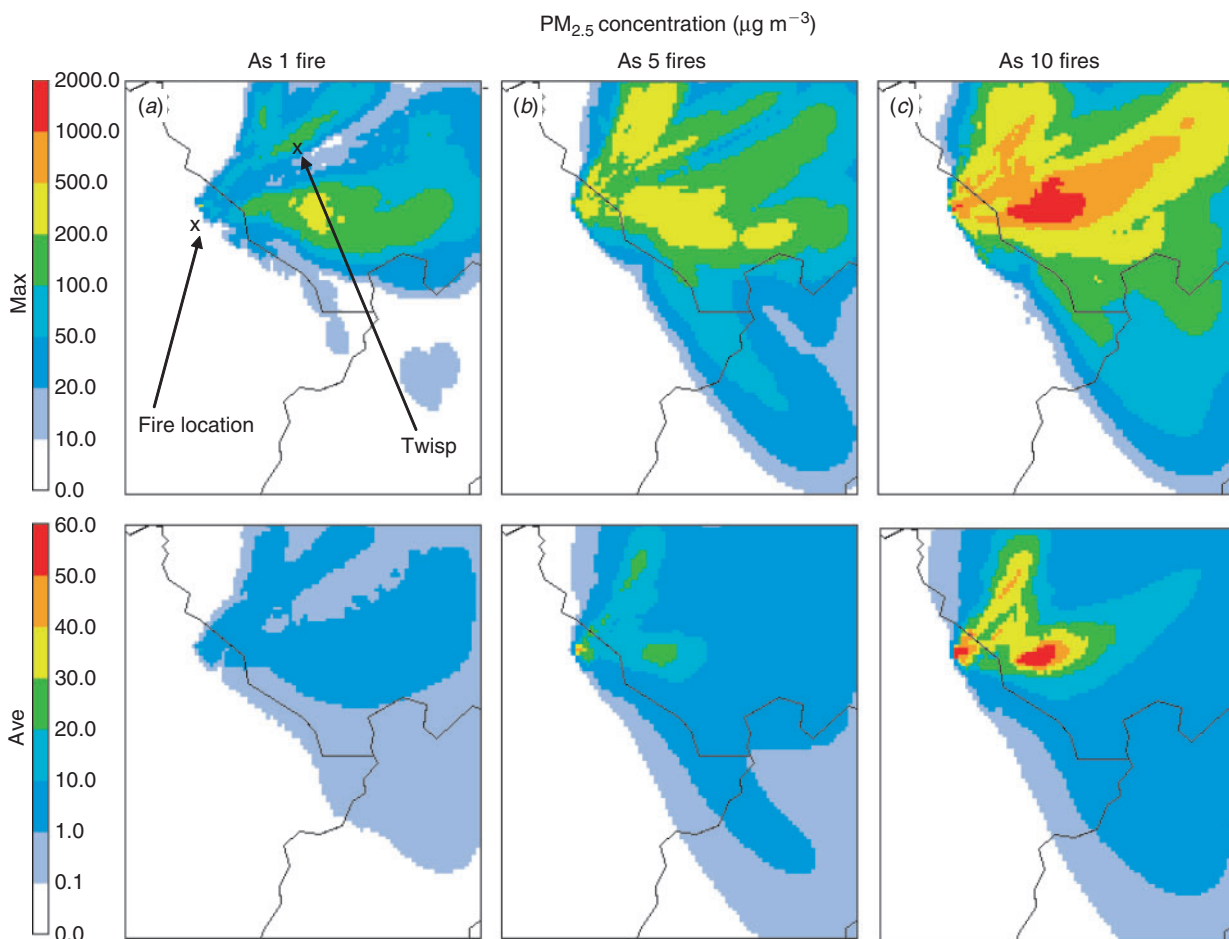 PM2.5 concentration (µg m−3)
As 1 fire
As 5 fires
As 10 fires
(a)
(b)
(c)
Max
2000.0
1000.0
500.0
200.0
100.0
50.0
20.0
10.0
0.0
x
x
Fire location
Twisp
Ave
60.0
50.0
40.0
30.0
20.0
10.0
1.0
0.1
0.0